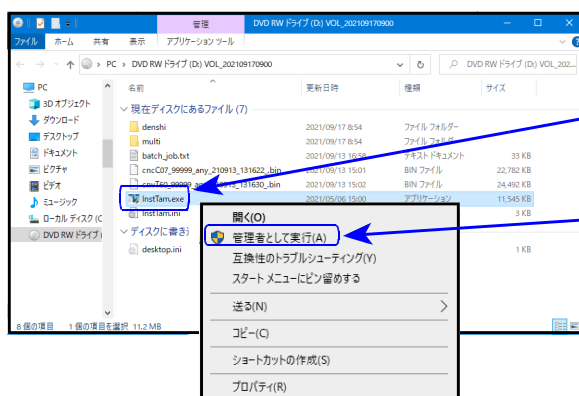 管理 DVD RW ドライブ (D:) VOL_202109170900
ファイル ホーム 共有 表示 アプリケーション ツール
PC > DVD RW ドライブ (D:) VOL_202109170900 DVD RW ドライブ (D:) VOL_202...
PC 名前 更新日時 種類 サイズ
3D オブジェクト 現在ディスクにあるファイル (7)
ダウンロード denshi 2021/09/17 8:54 ファイル フォルダー
デスクトップ multi 2021/09/17 8:54 ファイル フォルダー
ドキュメント batch_job.txt 2021/09/13 16:58 テキスト ドキュメント 33 KB
ピクチャ cncC07_99999_any_210913_131622_.bin 2021/09/13 15:01 BIN ファイル 22,782 KB
ビデオ 2021/09/13 15:02 BIN ファイル 24,492 KB
ミュージック InstTam.exe 2021/05/06 15:00 アプリケーション 11,545 KB
ローカル ディスク (C InstTam.ini 3 KB
DVD RW ドライブ ( ディスクに書き
desktop.ini 1 KB
開く(O)
管理者として実行(A)
互換性のトラブルシューティング(Y)
スタート メニューにピン留めする
送る(N)
コピー(C)
ショートカットの作成(S)
プロパティ(R)
8 個の項目 1 個の項目を選択 11.2 MB